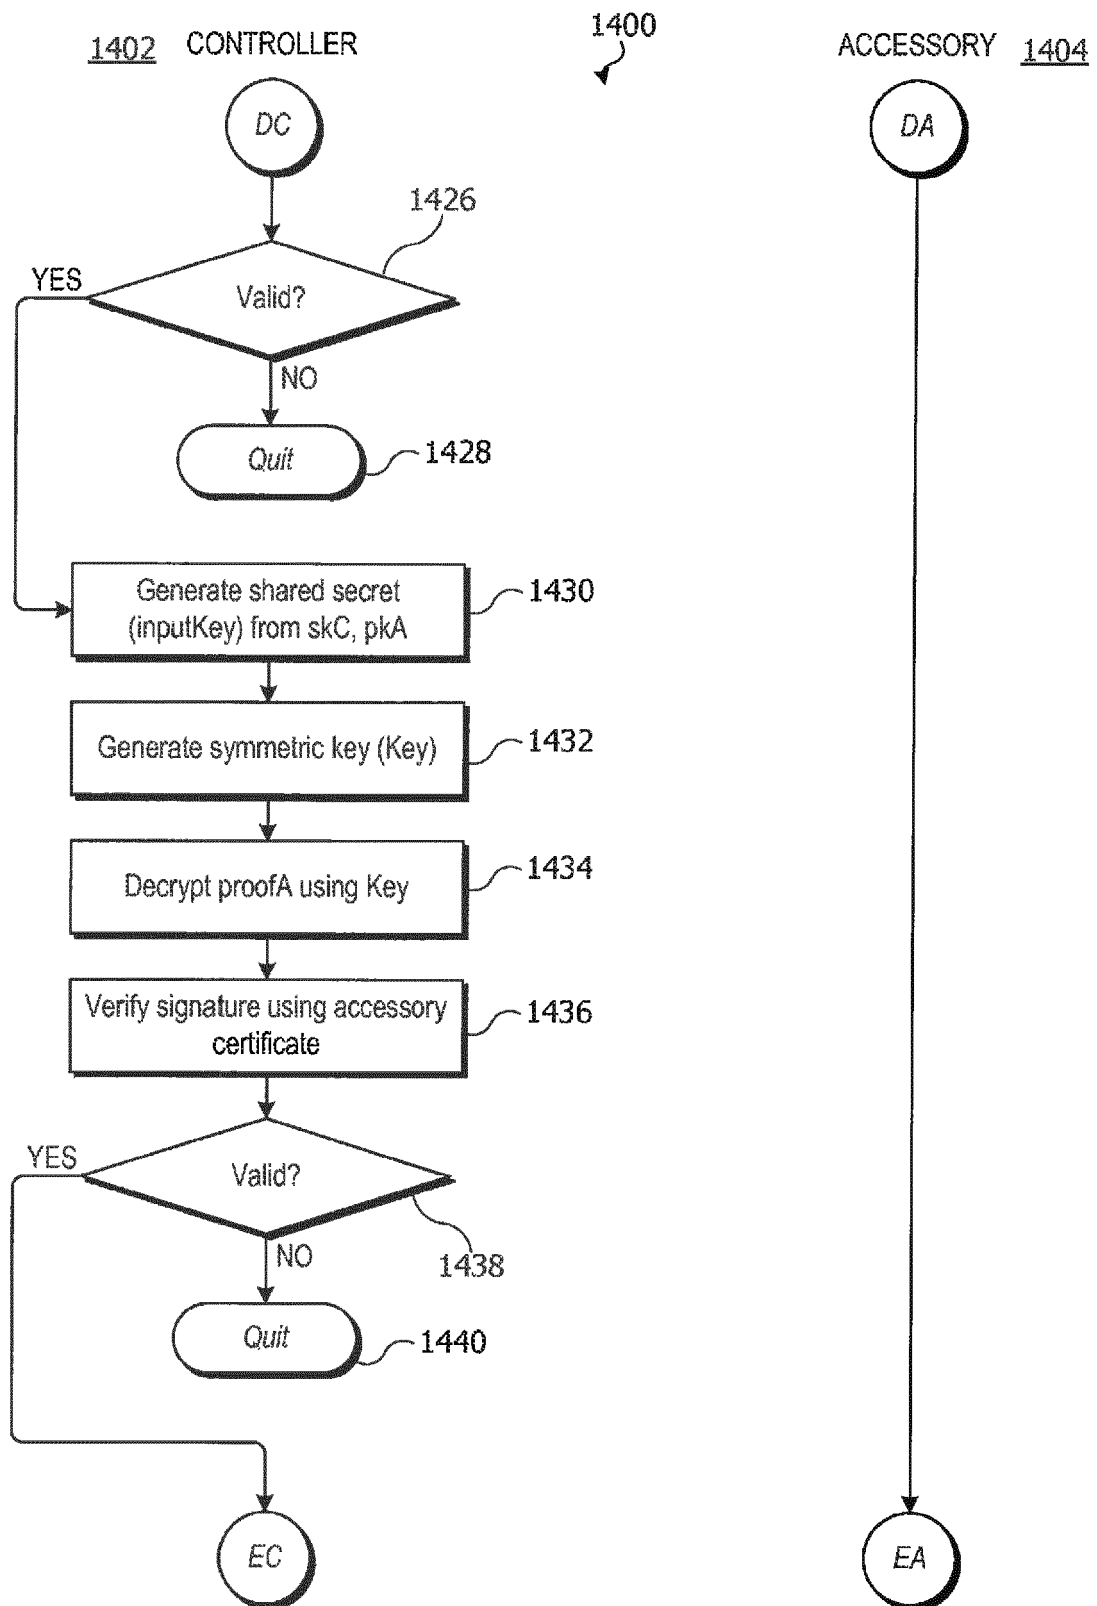 1402 CONTROLLER
1400
ACCESSORY 1404
DC
DA
1426
YES
Valid?
NO
Quit
1428
Generate shared secret
(inputKey) from skC, pkA
1430
Generate symmetric key (Key)
1432
Decrypt proofA using Key
1434
Verify signature using accessory
certificate
1436
YES
Valid?
NO
1438
Quit
1440
EC
EA